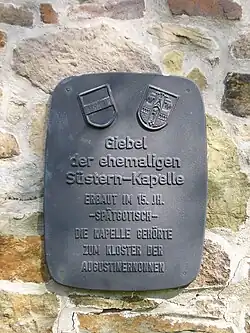 Giebel
der ehemaligen
Süstern-Kapelle
ERBAUT IM 15. JH.
-SPÄTGOTISCH-
DIE KAPELLE GEHÖRTE
ZUM KLOSTER DER
AUGUSTINERNONNEN